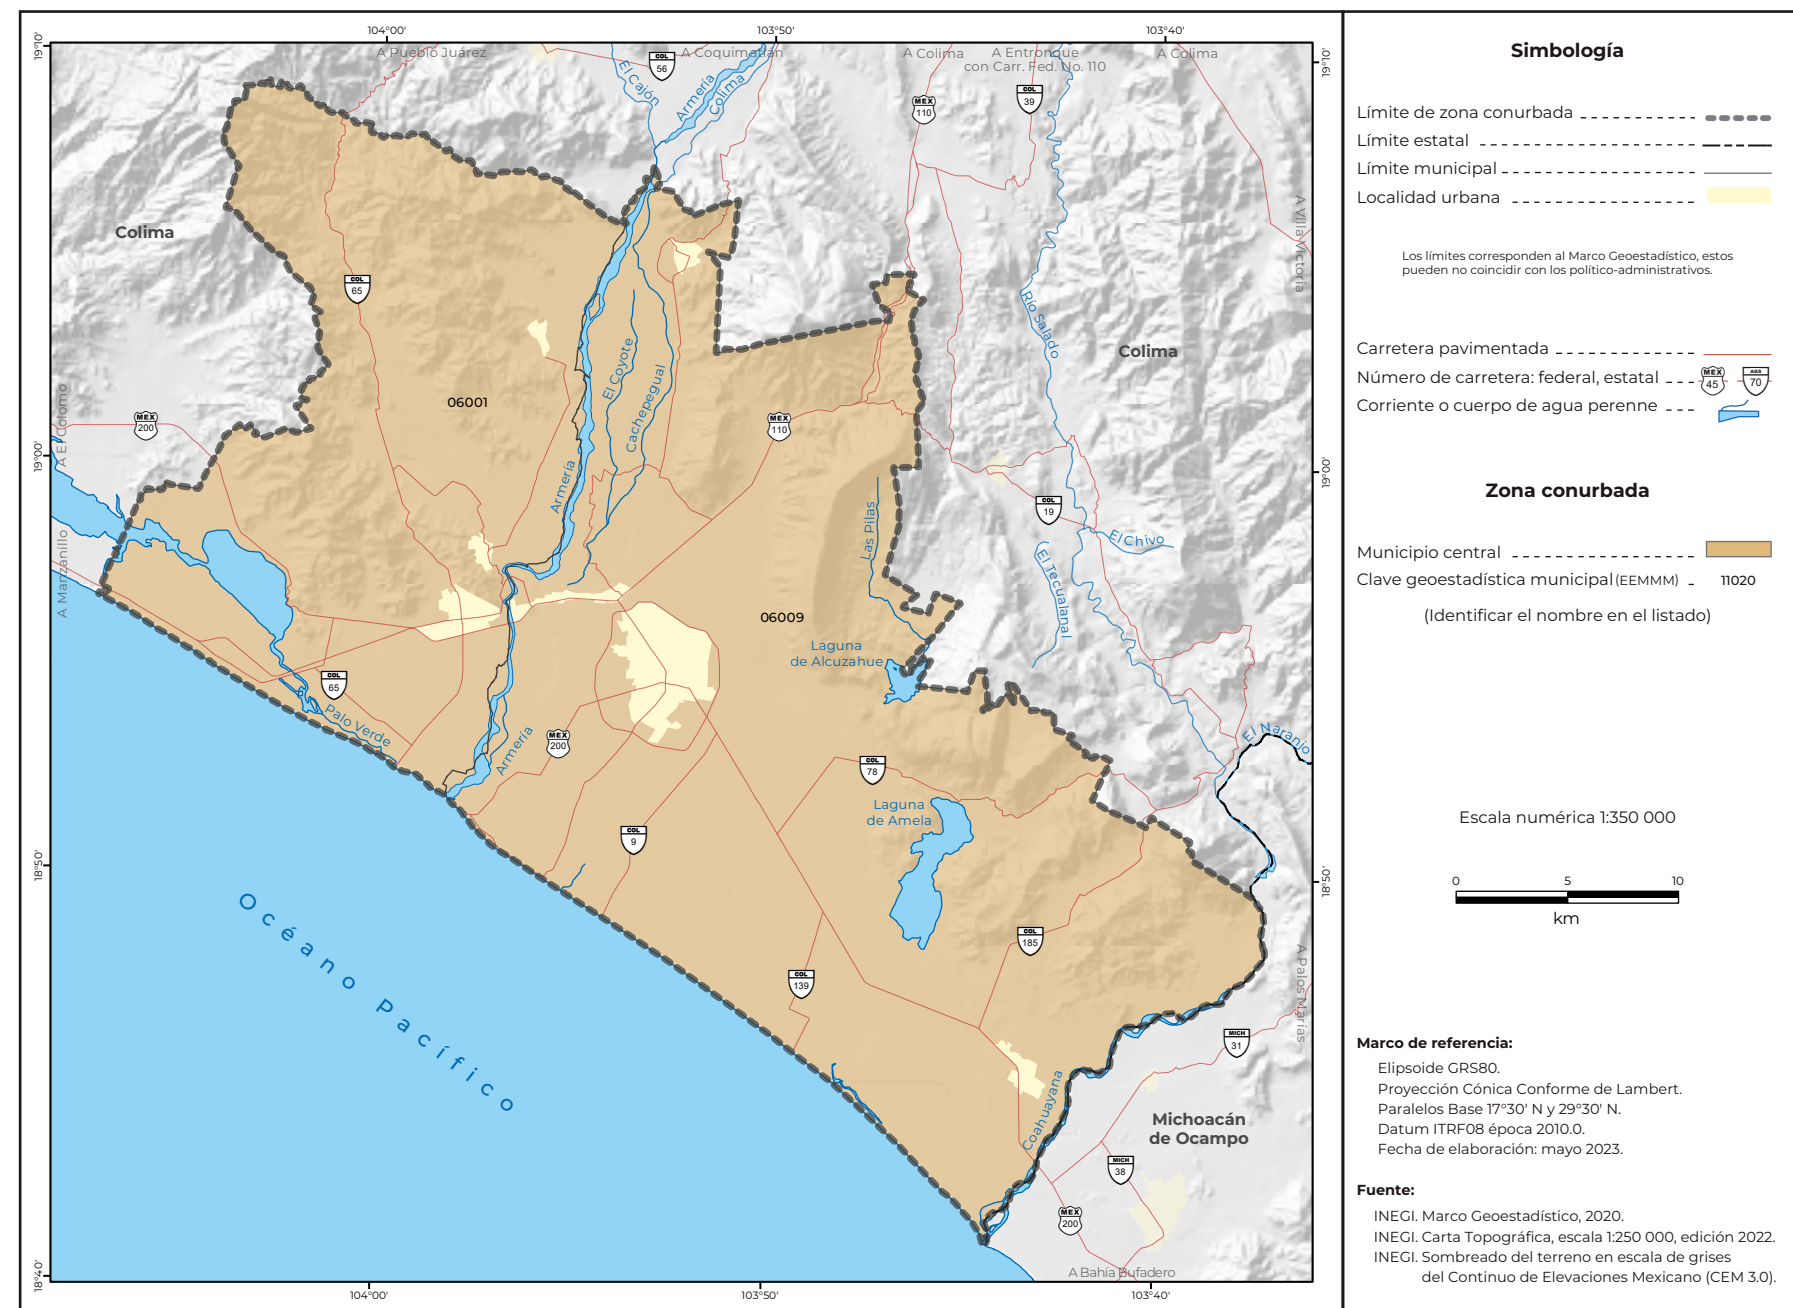 104°00'
103°50'
103°40'
19°10'
19°10'
A Pueblo Juárez
A Coquimatlán
A Colima
A Entronque
con Carr. Fed. No. 110
A Colima
COL
56
El Cajón
Armería
Colima
MEX
110
COL
39
Colima
A Villa Victoria
COL
65
Río Salado
Colima
El Coyote
Cachepegual
06001
A El Colomo
MEX
200
MEX
110
19°00'
19°00'
Armería
Las Pilas
COL
19
El Chivo
El Tecualanal
A Manzanillo
06009
Laguna
de Alcuzahue
COL
65
Palo Verde
Armería
MEX
200
El Naranjo
COL
78
Laguna
de Amela
COL
9
18°50'
18°50'
Océano Pacífico
COL
185
COL
139
A Palos Marías
MICH
31
Coahuayana
Michoacán
de Ocampo
MICH
38
MEX
200
A Bahía Bufadero
18°40'
104°00'
103°50'
103°40'
Simbología
Límite de zona conurbada
Límite estatal
Límite municipal
Localidad urbana
Los límites corresponden al Marco Geoestadístico, estos
pueden no coincidir con los político-administrativos.
Carretera pavimentada
Número de carretera: federal, estatal
MEX
45
AGS
70
Corriente o cuerpo de agua perenne
Zona conurbada
Municipio central
Clave geoestadística municipal (EEMMM) 11020
(Identificar el nombre en el listado)
Escala numérica 1:350 000
0 5 10
km
Marco de referencia:
Elipsoide GRS80.
Proyección Cónica Conforme de Lambert.
Paralelos Base 17°30' N y 29°30' N.
Datum ITRF08 época 2010.0.
Fecha de elaboración: mayo 2023.
Fuente:
INEGI. Marco Geoestadístico, 2020.
INEGI. Carta Topográfica, escala 1:250 000, edición 2022.
INEGI. Sombreado del terreno en escala de grises
del Continuo de Elevaciones Mexicano (CEM 3.0).